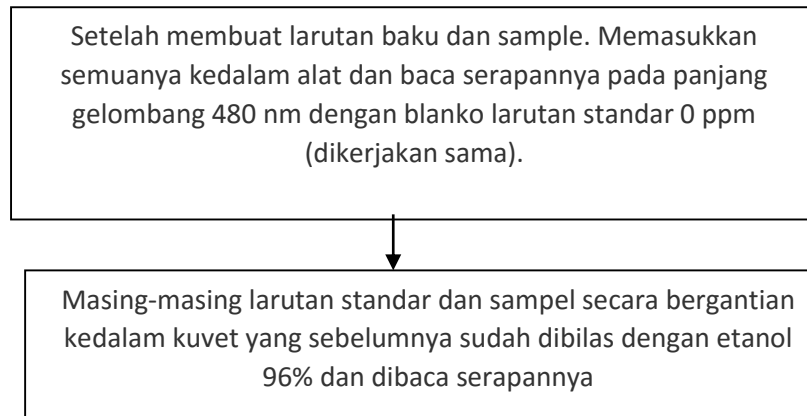 Setelah membuat larutan baku dan sample. Memasukkan
semuanya kedalam alat dan baca serapannya pada panjang
gelombang 480 nm dengan blanko larutan standar 0 ppm
(dikerjakan sama).
Masing-masing larutan standar dan sampel secara bergantian
kedalam kuvet yang sebelumnya sudah dibilas dengan etanol
96% dan dibaca serapannya